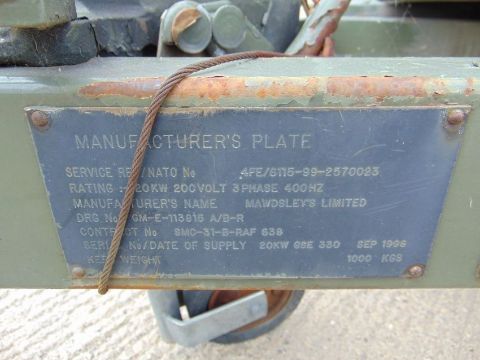 MANUFACTURER'S PLATE
SERVICE REF/NATO No 4FE/6115-99-2570023
RATING :- 20KW 200VOLT 3PHASE 400HZ
MANUFACTURER'S NAME MAWDSLEY'S LIMITED
DRG No GM-E-113815 A/B-R
CONTRACT No SMC-31-B-RAF 638
SERIAL No/DATE OF SUPPLY 20KW GSE 330 SEP 1996
WEIGHT 1000 KGS